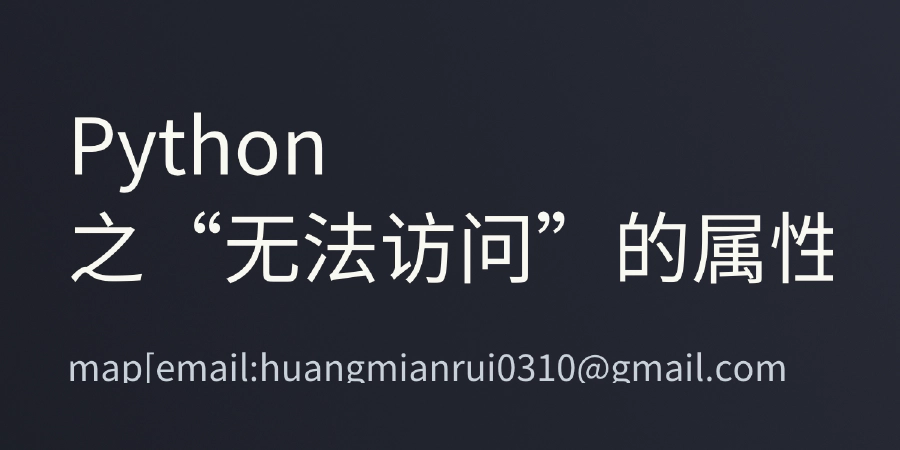 Python
之“无法访问”的属性
map[email:huangmianrui0310@gmail.com